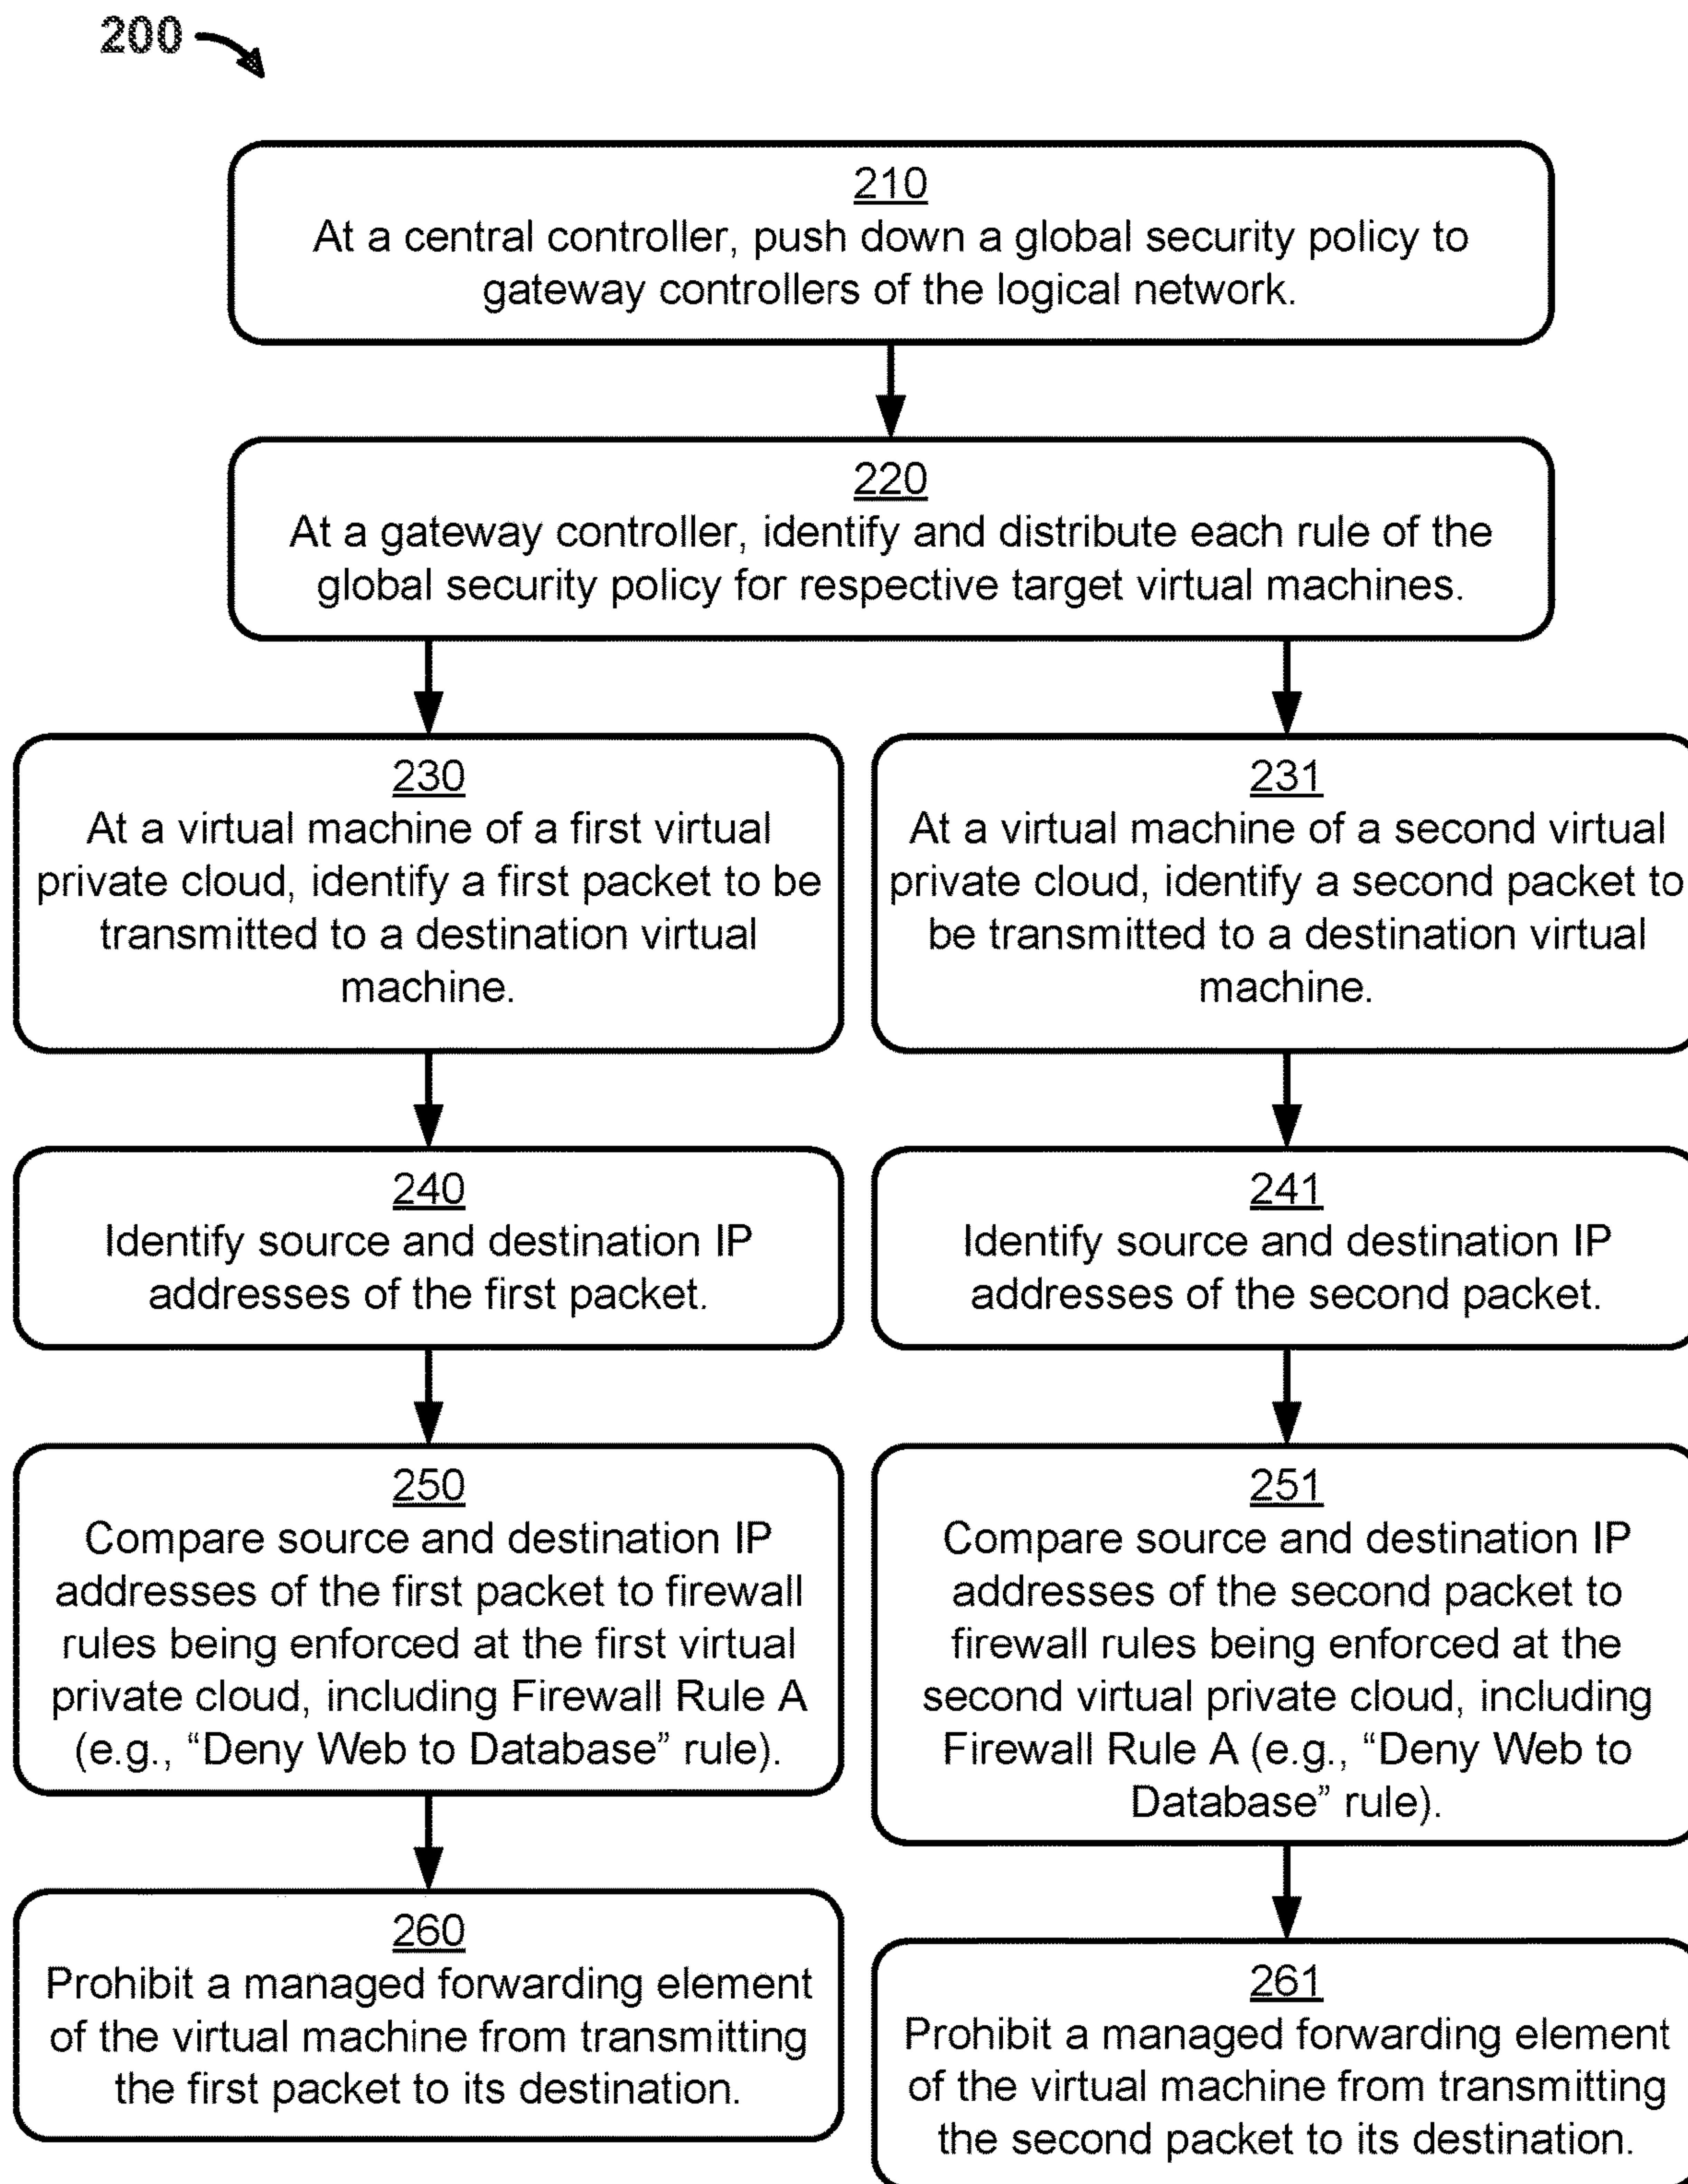 200
210
At a central controller, push down a global security policy to
gateway controllers of the logical network.
220
At a gateway controller, identify and distribute each rule of the
global security policy for respective target virtual machines.
230
At a virtual machine of a first virtual
private cloud, identify a first packet to be
transmitted to a destination virtual
machine.
231
At a virtual machine of a second virtual
private cloud, identify a second packet to
be transmitted to a destination virtual
machine.
240
Identify source and destination IP
addresses of the first packet.
241
Identify source and destination IP
addresses of the second packet.
250
Compare source and destination IP
addresses of the first packet to firewall
rules being enforced at the first virtual
private cloud, including Firewall Rule A
(e.g., “Deny Web to Database” rule).
251
Compare source and destination IP
addresses of the second packet to
firewall rules being enforced at the
second virtual private cloud, including
Firewall Rule A (e.g., “Deny Web to
Database” rule).
260
Prohibit a managed forwarding element
of the virtual machine from transmitting
the first packet to its destination.
261
Prohibit a managed forwarding element
of the virtual machine from transmitting
the second packet to its destination.